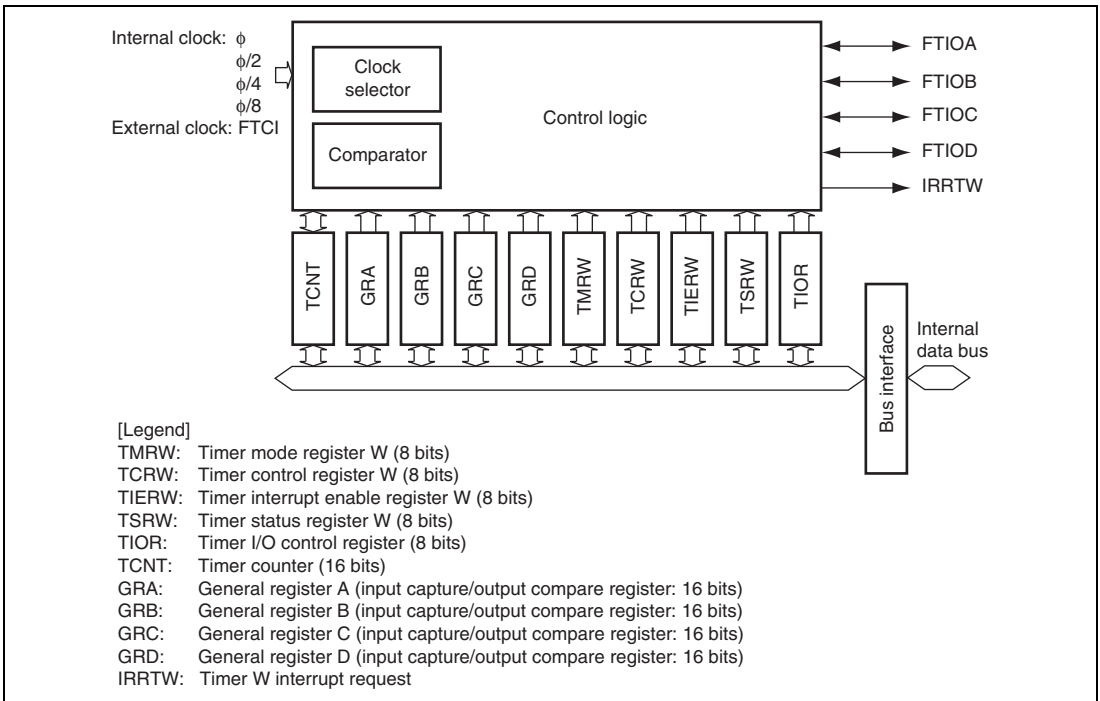 Internal clock: ϕ
ϕ/2
ϕ/4
ϕ/8
External clock: FTCI
Clock
selector
Comparator
Control logic
FTIOA
FTIOB
FTIOC
FTIOD
IRRTW
TCNT
GRA
GRB
GRC
GRD
TMRW
TCRW
TIERW
TSRW
TIOR
Bus interface
Internal
data bus
[Legend]
TMRW: Timer mode register W (8 bits)
TCRW: Timer control register W (8 bits)
TIERW: Timer interrupt enable register W (8 bits)
TSRW: Timer status register W (8 bits)
TIOR: Timer I/O control register (8 bits)
TCNT: Timer counter (16 bits)
GRA: General register A (input capture/output compare register: 16 bits)
GRB: General register B (input capture/output compare register: 16 bits)
GRC: General register C (input capture/output compare register: 16 bits)
GRD: General register D (input capture/output compare register: 16 bits)
IRRTW: Timer W interrupt request